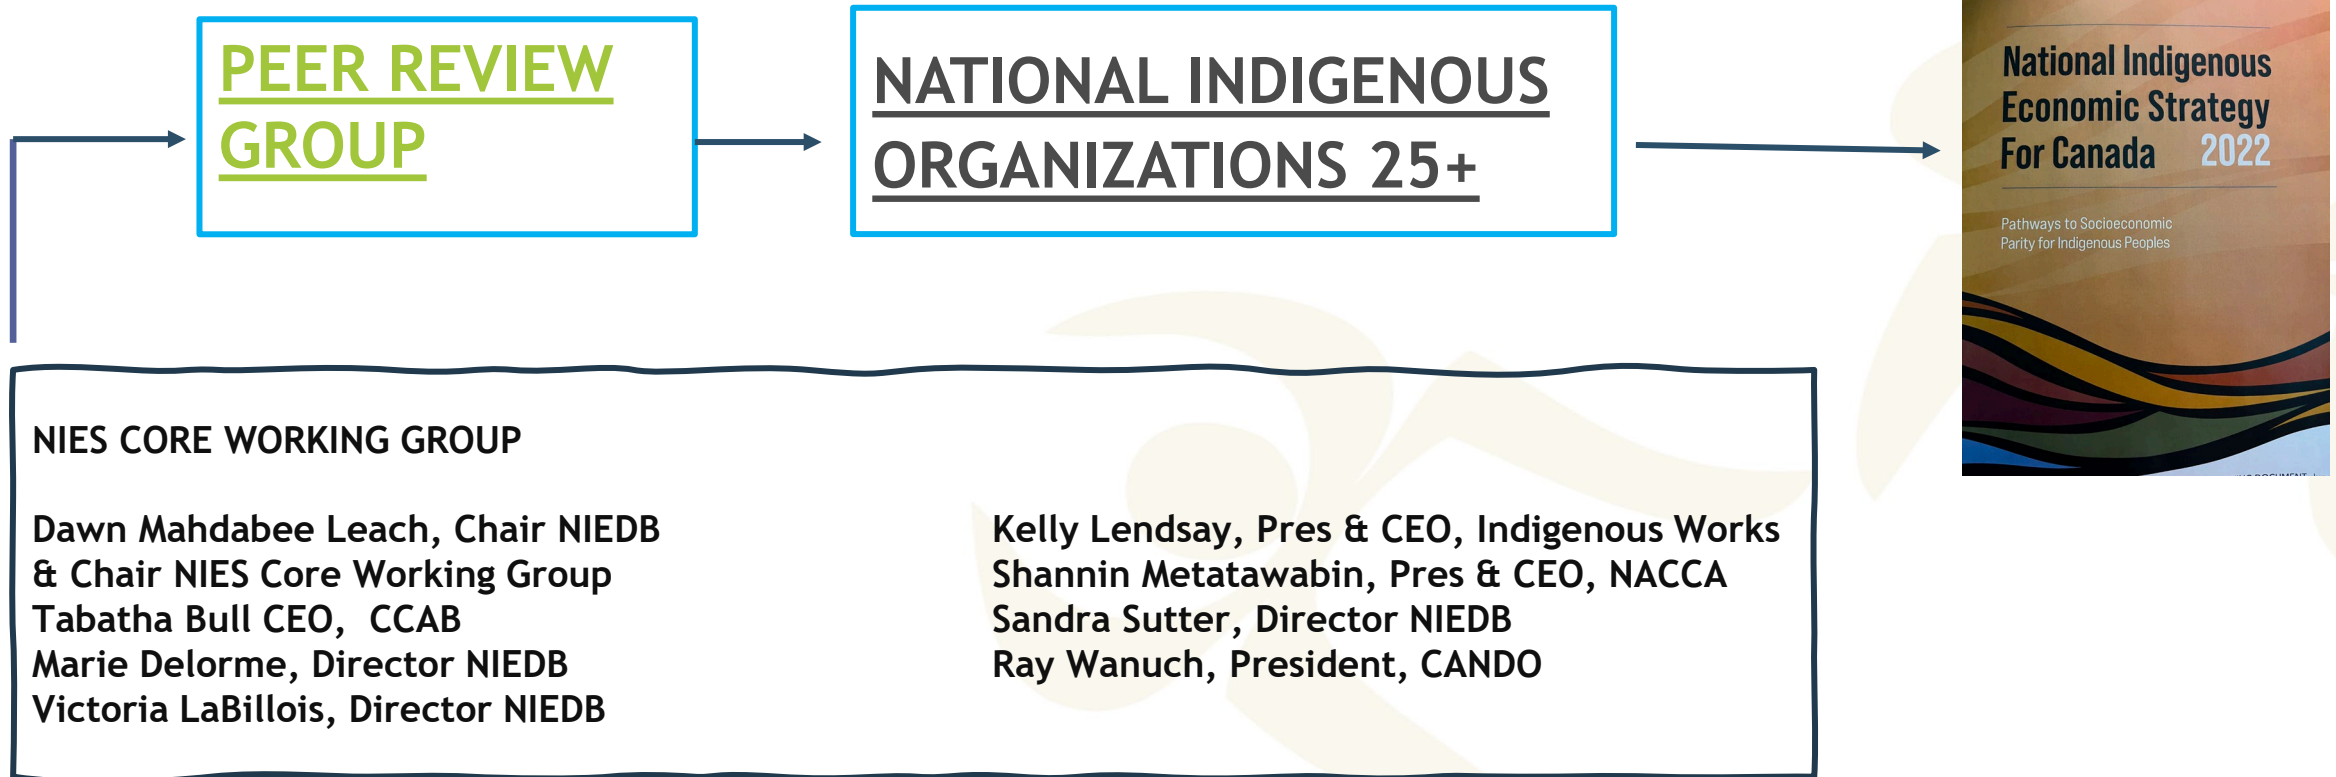 PEER REVIEW
GROUP
NATIONAL INDIGENOUS
ORGANIZATIONS 25+
National Indigenous
Economic Strategy
For Canada 2022
Pathways to Socioeconomic
Parity for Indigenous Peoples
NIES CORE WORKING GROUP
Dawn Mahdabee Leach, Chair NIEDB
& Chair NIES Core Working Group
Tabatha Bull CEO, CCAB
Marie Delorme, Director NIEDB
Victoria LaBillois, Director NIEDB
Kelly Lendsay, Pres & CEO, Indigenous Works
Shannin Metatawabin, Pres & CEO, NACCA
Sandra Sutter, Director NIEDB
Ray Wanuch, President, CANDO